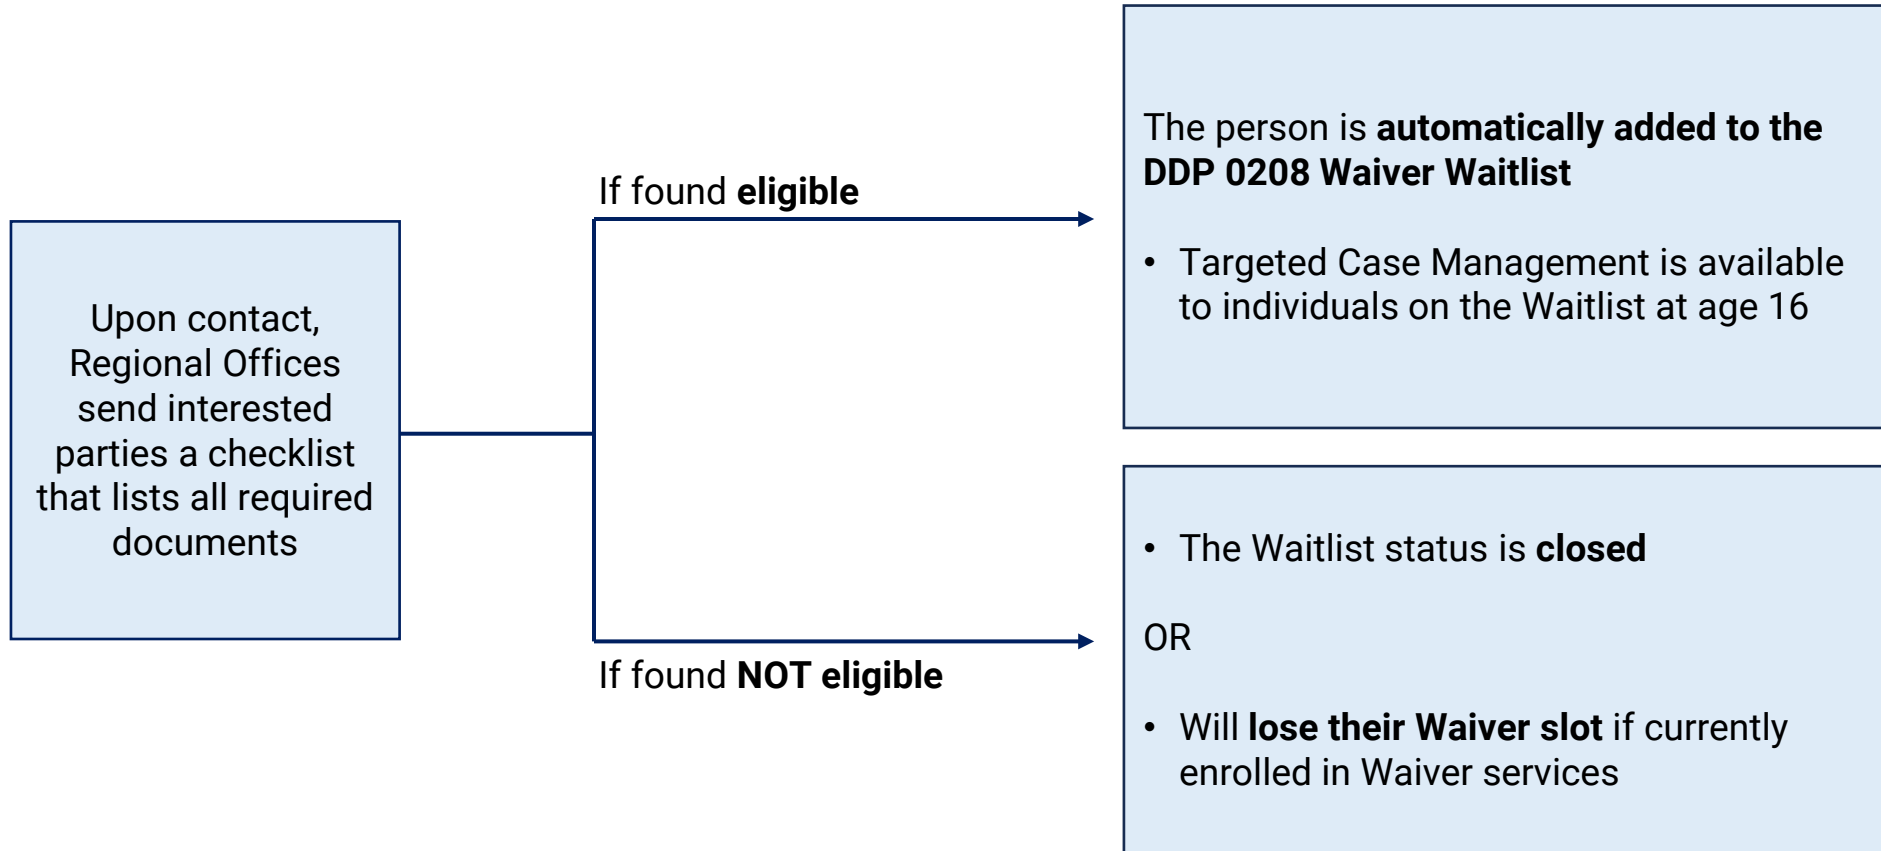 Upon contact,
Regional Offices
send interested
parties a checklist
that lists all required
documents
If found eligible
The person is automatically added to the
DDP 0208 Waiver Waitlist
• Targeted Case Management is available
to individuals on the Waitlist at age 16
If found NOT eligible
• The Waitlist status is closed
OR
• Will lose their Waiver slot if currently
enrolled in Waiver services